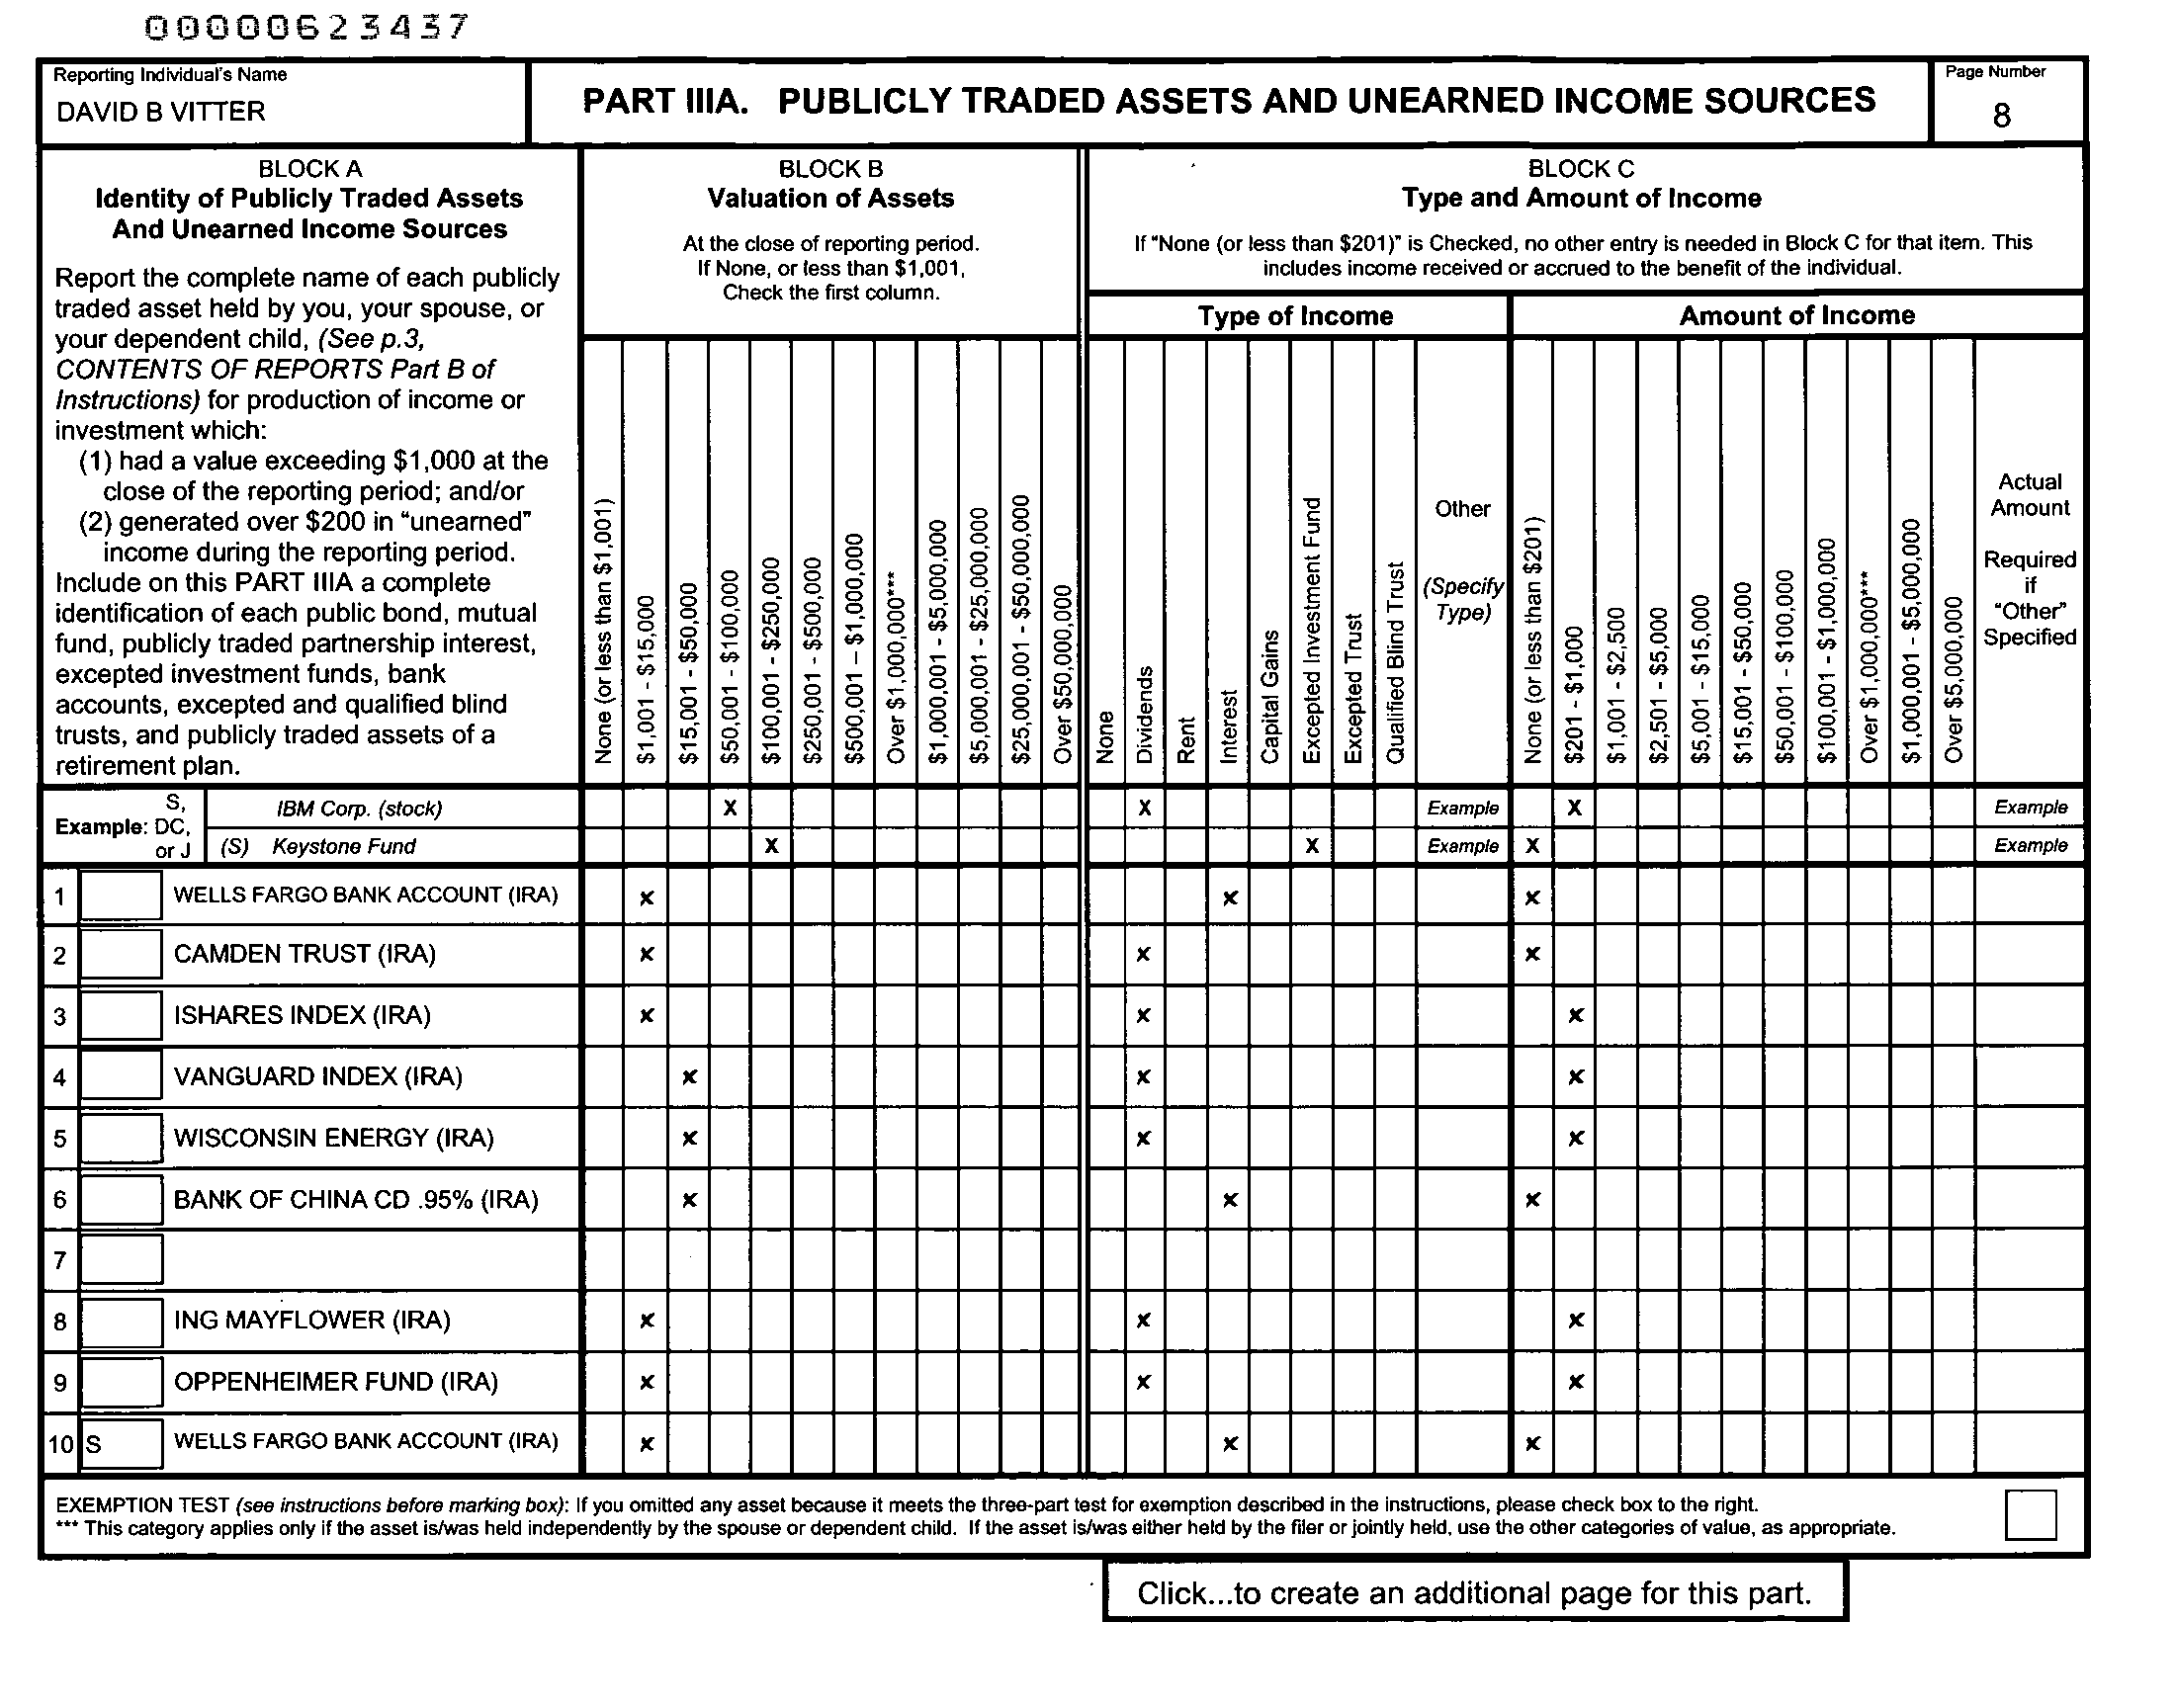 00000623437
Reporting Individual's Name
DAVID B VITTER
PART IIIA. PUBLICLY TRADED ASSETS AND UNEARNED INCOME SOURCES
Page Number
8
BLOCK A
Identity of Publicly Traded Assets
And Unearned Income Sources
Report the complete name of each publicly
traded asset held by you, your spouse, or
your dependent child, (See p.3,
CONTENTS OF REPORTS Part B of
Instructions) for production of income or
investment which:
(1) had a value exceeding $1,000 at the
close of the reporting period; and/or
(2) generated over $200 in "unearned"
income during the reporting period.
Include on this PART IIIA a complete
identification of each public bond, mutual
fund, publicly traded partnership interest,
excepted investment funds, bank
accounts, excepted and qualified blind
trusts, and publicly traded assets of a
retirement plan.
BLOCK B
Valuation of Assets
At the close of reporting period.
If None, or less than $1,001,
Check the first column.
None (or less than $1,001)
$1,001 - $15,000
$15,001 - $50,000
$50,001 - $100,000
$100,001 - $250,000
$250,001 - $500,000
$500,001 – $1,000,000
Over $1,000,000***
$1,000,001 - $5,000,000
$5,000,001 - $25,000,000
$25,000,001 - $50,000,000
Over $50,000,000
BLOCK C
Type and Amount of Income
If "None (or less than $201)" is Checked, no other entry is needed in Block C for that item. This
includes income received or accrued to the benefit of the individual.
Type of Income
None
Dividends
Rent
Interest
Capital Gains
Excepted Investment Fund
Excepted Trust
Qualified Blind Trust
Other
(Specify
Type)
Amount of Income
None (or less than $201)
$201 - $1,000
$1,001 - $2,500
$2,501 - $5,000
$5,001 - $15,000
$15,001 - $50,000
$50,001 - $100,000
$100,001 - $1,000,000
Over $1,000,000***
$1,000,001 - $5,000,000
Over $5,000,000
Actual
Amount
Required
if
"Other"
Specified
Example: S, DC, or J
IBM Corp. (stock) X X Example X Example
(S) Keystone Fund X X Example X Example
1 WELLS FARGO BANK ACCOUNT (IRA) x x x
2 CAMDEN TRUST (IRA) x x x
3 ISHARES INDEX (IRA) x x x
4 VANGUARD INDEX (IRA) x x x
5 WISCONSIN ENERGY (IRA) x x x
6 BANK OF CHINA CD .95% (IRA) x x x
7
8 ING MAYFLOWER (IRA) x x x
9 OPPENHEIMER FUND (IRA) x x x
10 S WELLS FARGO BANK ACCOUNT (IRA) x x x
EXEMPTION TEST (see instructions before marking box): If you omitted any asset because it meets the three-part test for exemption described in the instructions, please check box to the right.
*** This category applies only if the asset is/was held independently by the spouse or dependent child. If the asset is/was either held by the filer or jointly held, use the other categories of value, as appropriate.
Click...to create an additional page for this part.